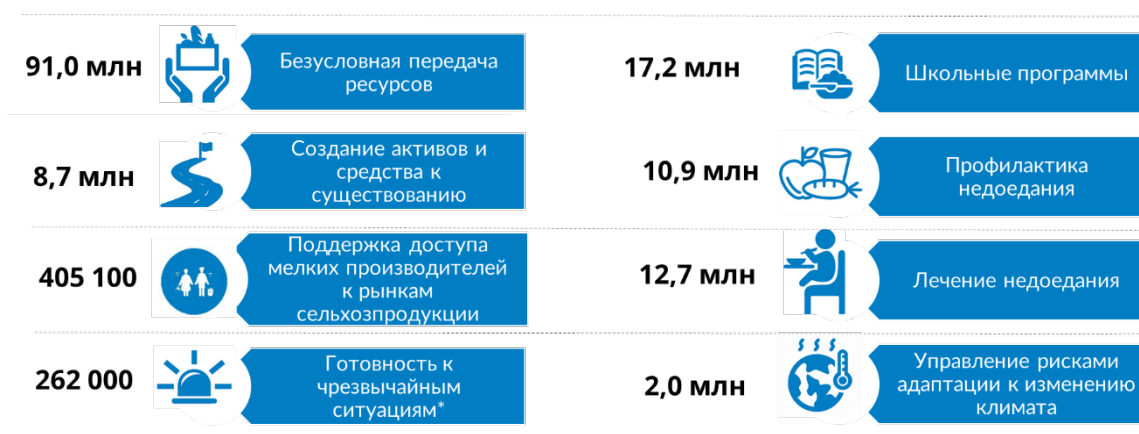 91,0 млн
Безусловная передача
ресурсов
17,2 млн
Школьные программы
8,7 млн
Создание активов и
средства к
существованию
10,9 млн
Профилактика
недоедания
405 100
Поддержка доступа
мелких производителей
к рынкам
сельхозпродукции
12,7 млн
Лечение недоедания
262 000
Готовность к
чрезвычайным
ситуациям*
2,0 млн
Управление рисками
адаптации к изменению
климата